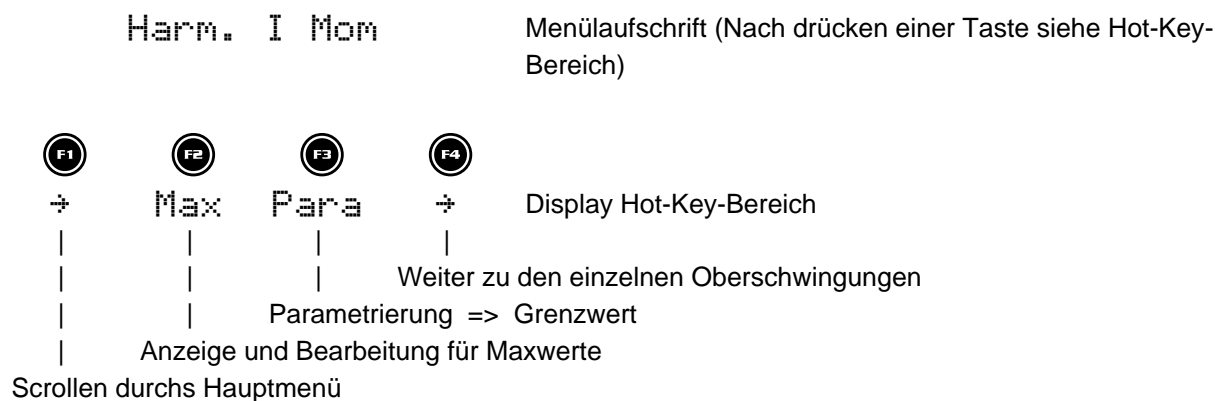 Harm. I Mom Menülaufschrift (Nach drücken einer Taste siehe Hot-Key-
Bereich)
F1 F2 F3 F4
→ Max Para → Display Hot-Key-Bereich
| | | |
| | | Weiter zu den einzelnen Oberschwingungen
| | Parametrierung => Grenzwert
| Anzeige und Bearbeitung für Maxwerte
Scrollen durchs Hauptmenü